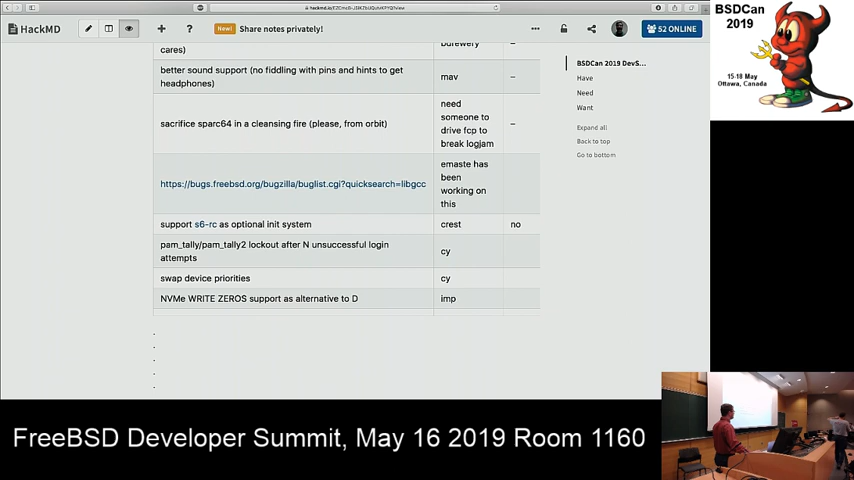 HackMD
New!
Share notes privately!
52 ONLINE
BSDCan
2019
15-18 May
Ottawa, Canada
BSDCan 2019 DevS...
Have
Need
Want
Expand all
Back to top
Go to bottom
cares)
better sound support (no fiddling with pins and hints to get
headphones)
mav
–
sacrifice sparc64 in a cleansing fire (please, from orbit)
need
someone to
drive fcp to
break logjam
–
https://bugs.freebsd.org/bugzilla/buglist.cgi?quicksearch=libgcc
emaste has
been
working on
this
support s6-rc as optional init system
crest
no
pam_tally/pam_tally2 lockout after N unsuccessful login
attempts
cy
swap device priorities
cy
NVMe WRITE ZEROS support as alternative to D
imp
FreeBSD Developer Summit, May 16 2019 Room 1160